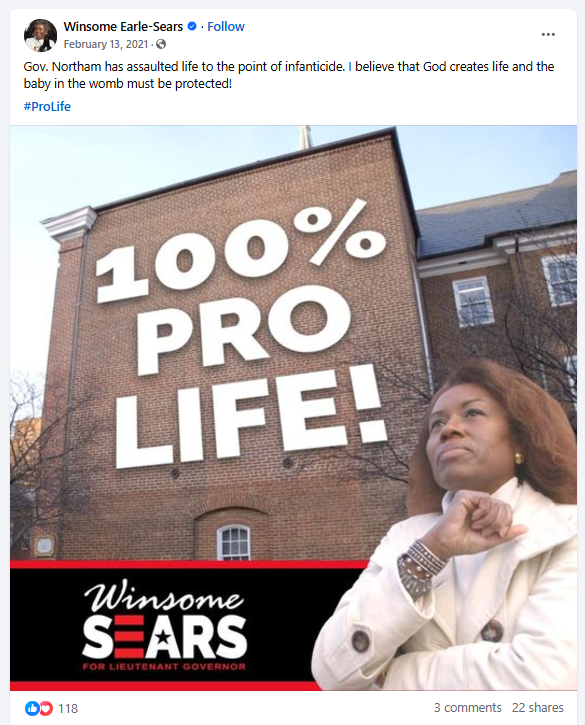 Winsome Earle-Sears · Follow
February 13, 2021 ·
Gov. Northam has assaulted life to the point of infanticide. I believe that God creates life and the
baby in the womb must be protected!
#ProLife
100%
PRO
LIFE!
Winsome
SEARS
FOR LIEUTENANT GOVERNOR
118
3 comments 22 shares